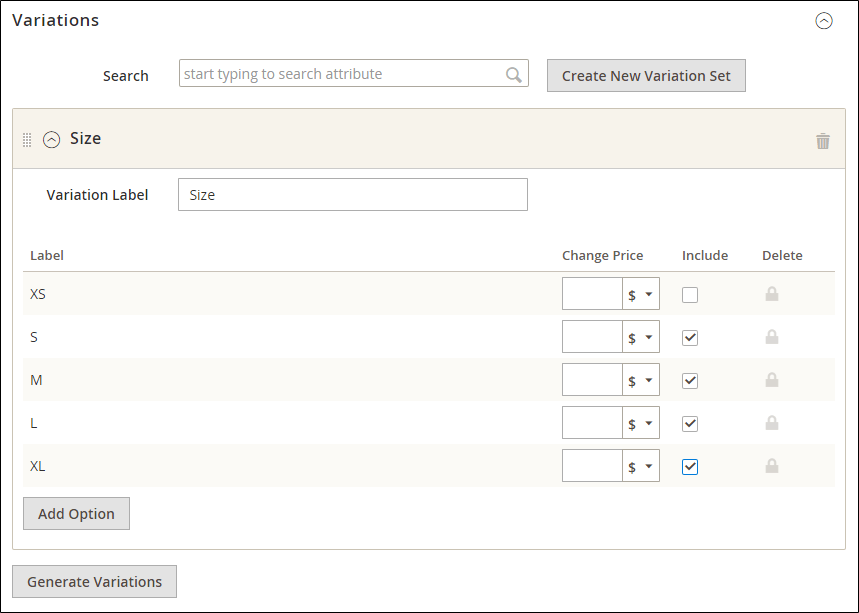 Variations
Search start typing to search attribute Create New Variation Set
Size
Variation Label Size
Label Change Price Include Delete
XS $
S $
M $
L $
XL $
Add Option
Generate Variations